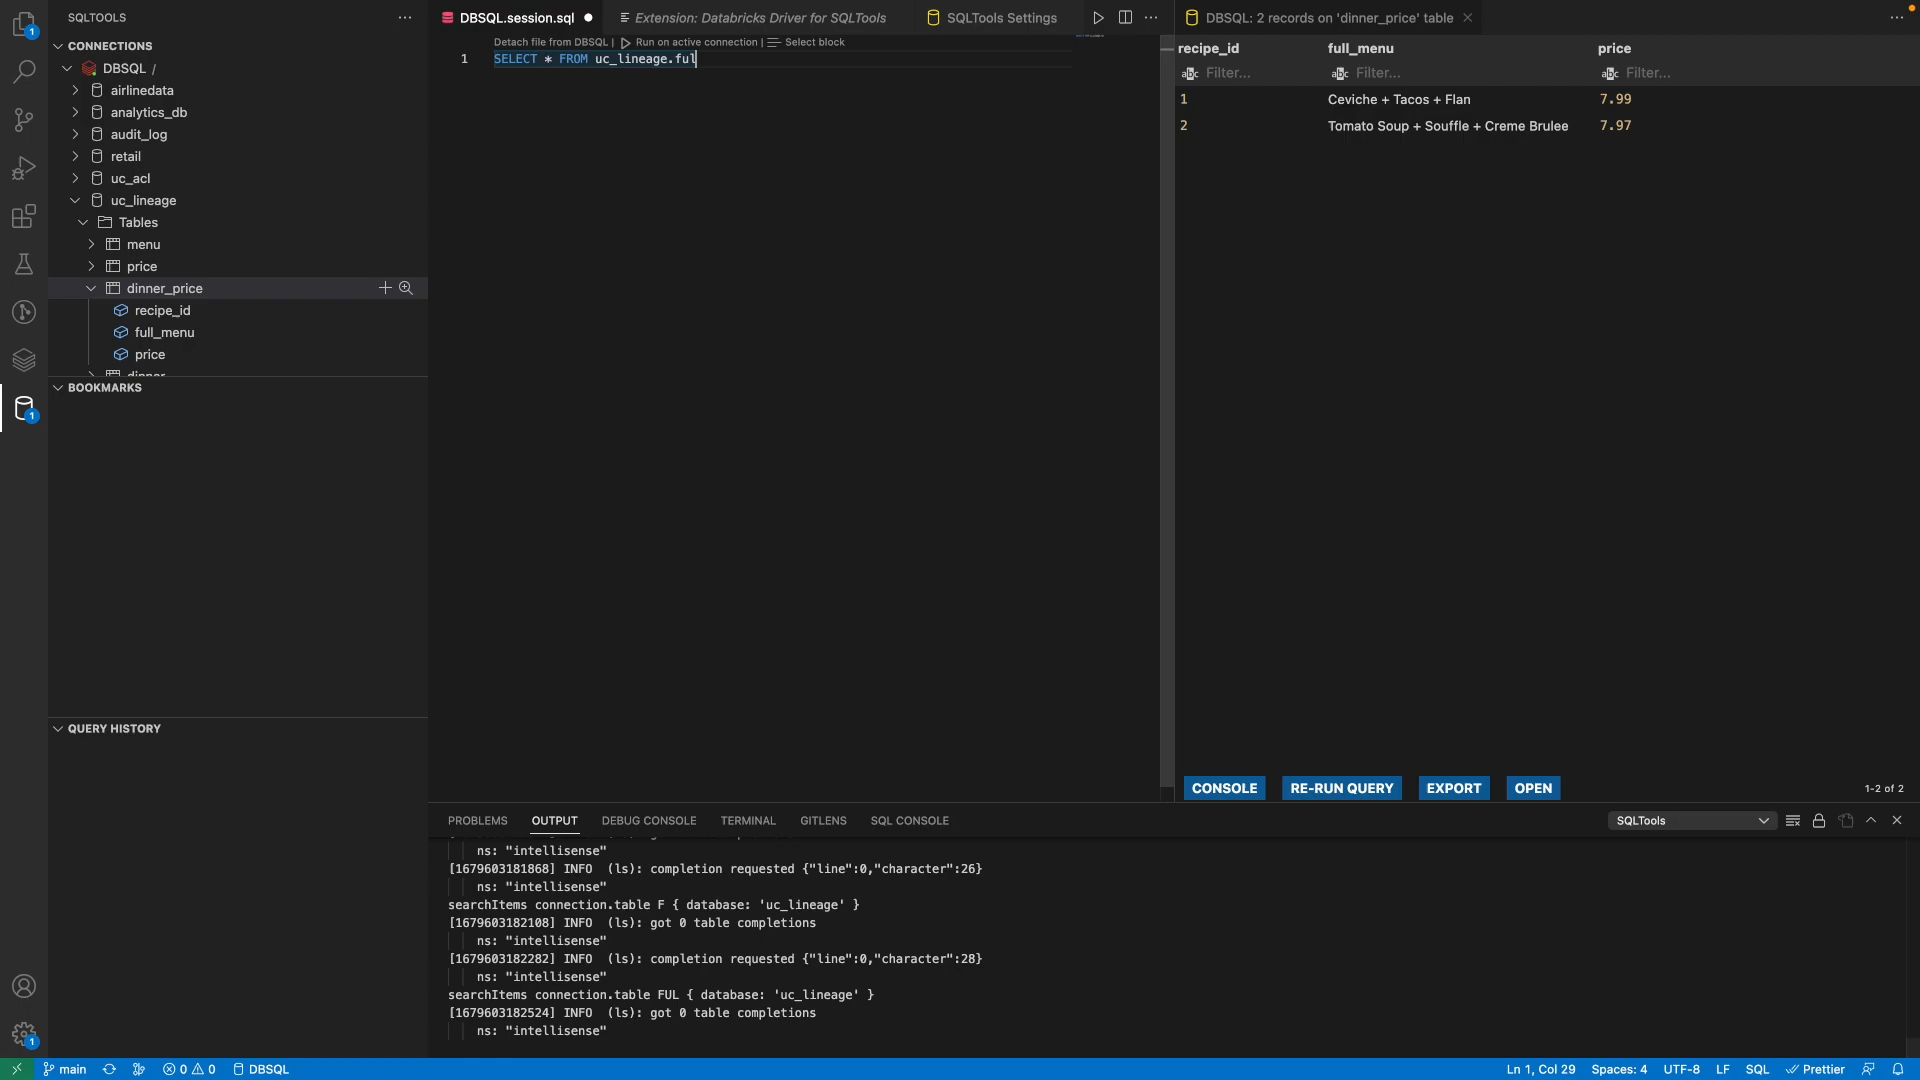 SQLTOOLS
CONNECTIONS
DBSQL /
airlinedata
analytics_db
audit_log
retail
uc_acl
uc_lineage
Tables
menu
price
dinner_price
recipe_id
full_menu
price
dinner
BOOKMARKS
QUERY HISTORY
1
1
1
DBSQL.session.sql
Extension: Databricks Driver for SQLTools
SQLTools Settings
Detach file from DBSQL | Run on active connection | Select block
1 SELECT * FROM uc_lineage.ful
DBSQL: 2 records on 'dinner_price' table
recipe_id full_menu price
abc Filter... abc Filter... abc Filter...
1 Ceviche + Tacos + Flan 7.99
2 Tomato Soup + Souffle + Creme Brulee 7.97
CONSOLE RE-RUN QUERY EXPORT OPEN 1-2 of 2
PROBLEMS OUTPUT DEBUG CONSOLE TERMINAL GITLENS SQL CONSOLE SQLTools
ns: "intellisense"
[1679603181868] INFO (ls): completion requested {"line":0,"character":26}
ns: "intellisense"
searchItems connection.table F { database: 'uc_lineage' }
[1679603182108] INFO (ls): got 0 table completions
ns: "intellisense"
[1679603182282] INFO (ls): completion requested {"line":0,"character":28}
ns: "intellisense"
searchItems connection.table FUL { database: 'uc_lineage' }
[1679603182524] INFO (ls): got 0 table completions
ns: "intellisense"
main 0 0 DBSQL Ln 1, Col 29 Spaces: 4 UTF-8 LF SQL Prettier